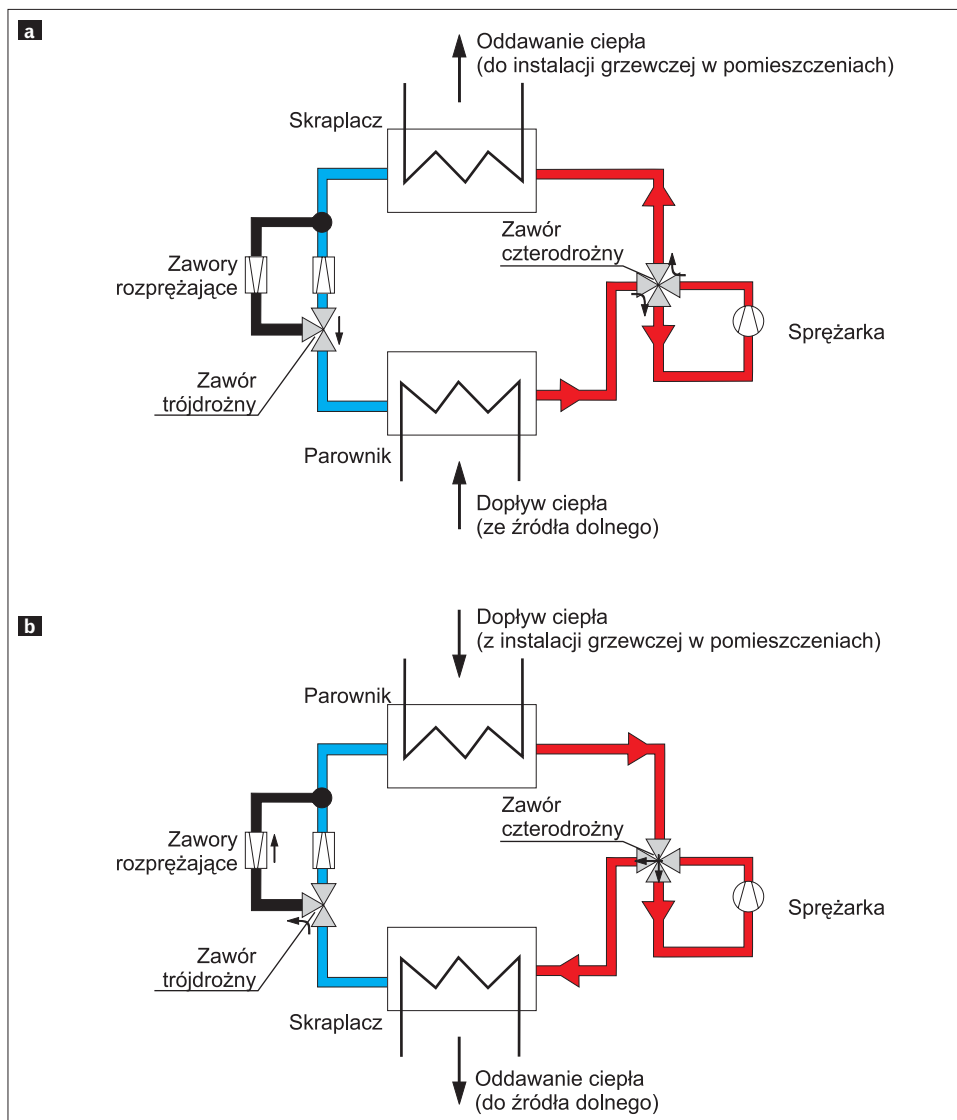 a
Oddawanie ciepła
(do instalacji grzewczej w pomieszczeniach)
Skraplacz
Zawór
czterodrożny
Zawory
rozprężające
Sprężarka
Zawór
trójdrożny
Parownik
Dopływ ciepła
(ze źródła dolnego)
b
Dopływ ciepła
(z instalacji grzewczej w pomieszczeniach)
Parownik
Zawór
czterodrożny
Zawory
rozprężające
Sprężarka
Zawór
trójdrożny
Skraplacz
Oddawanie ciepła
(do źródła dolnego)